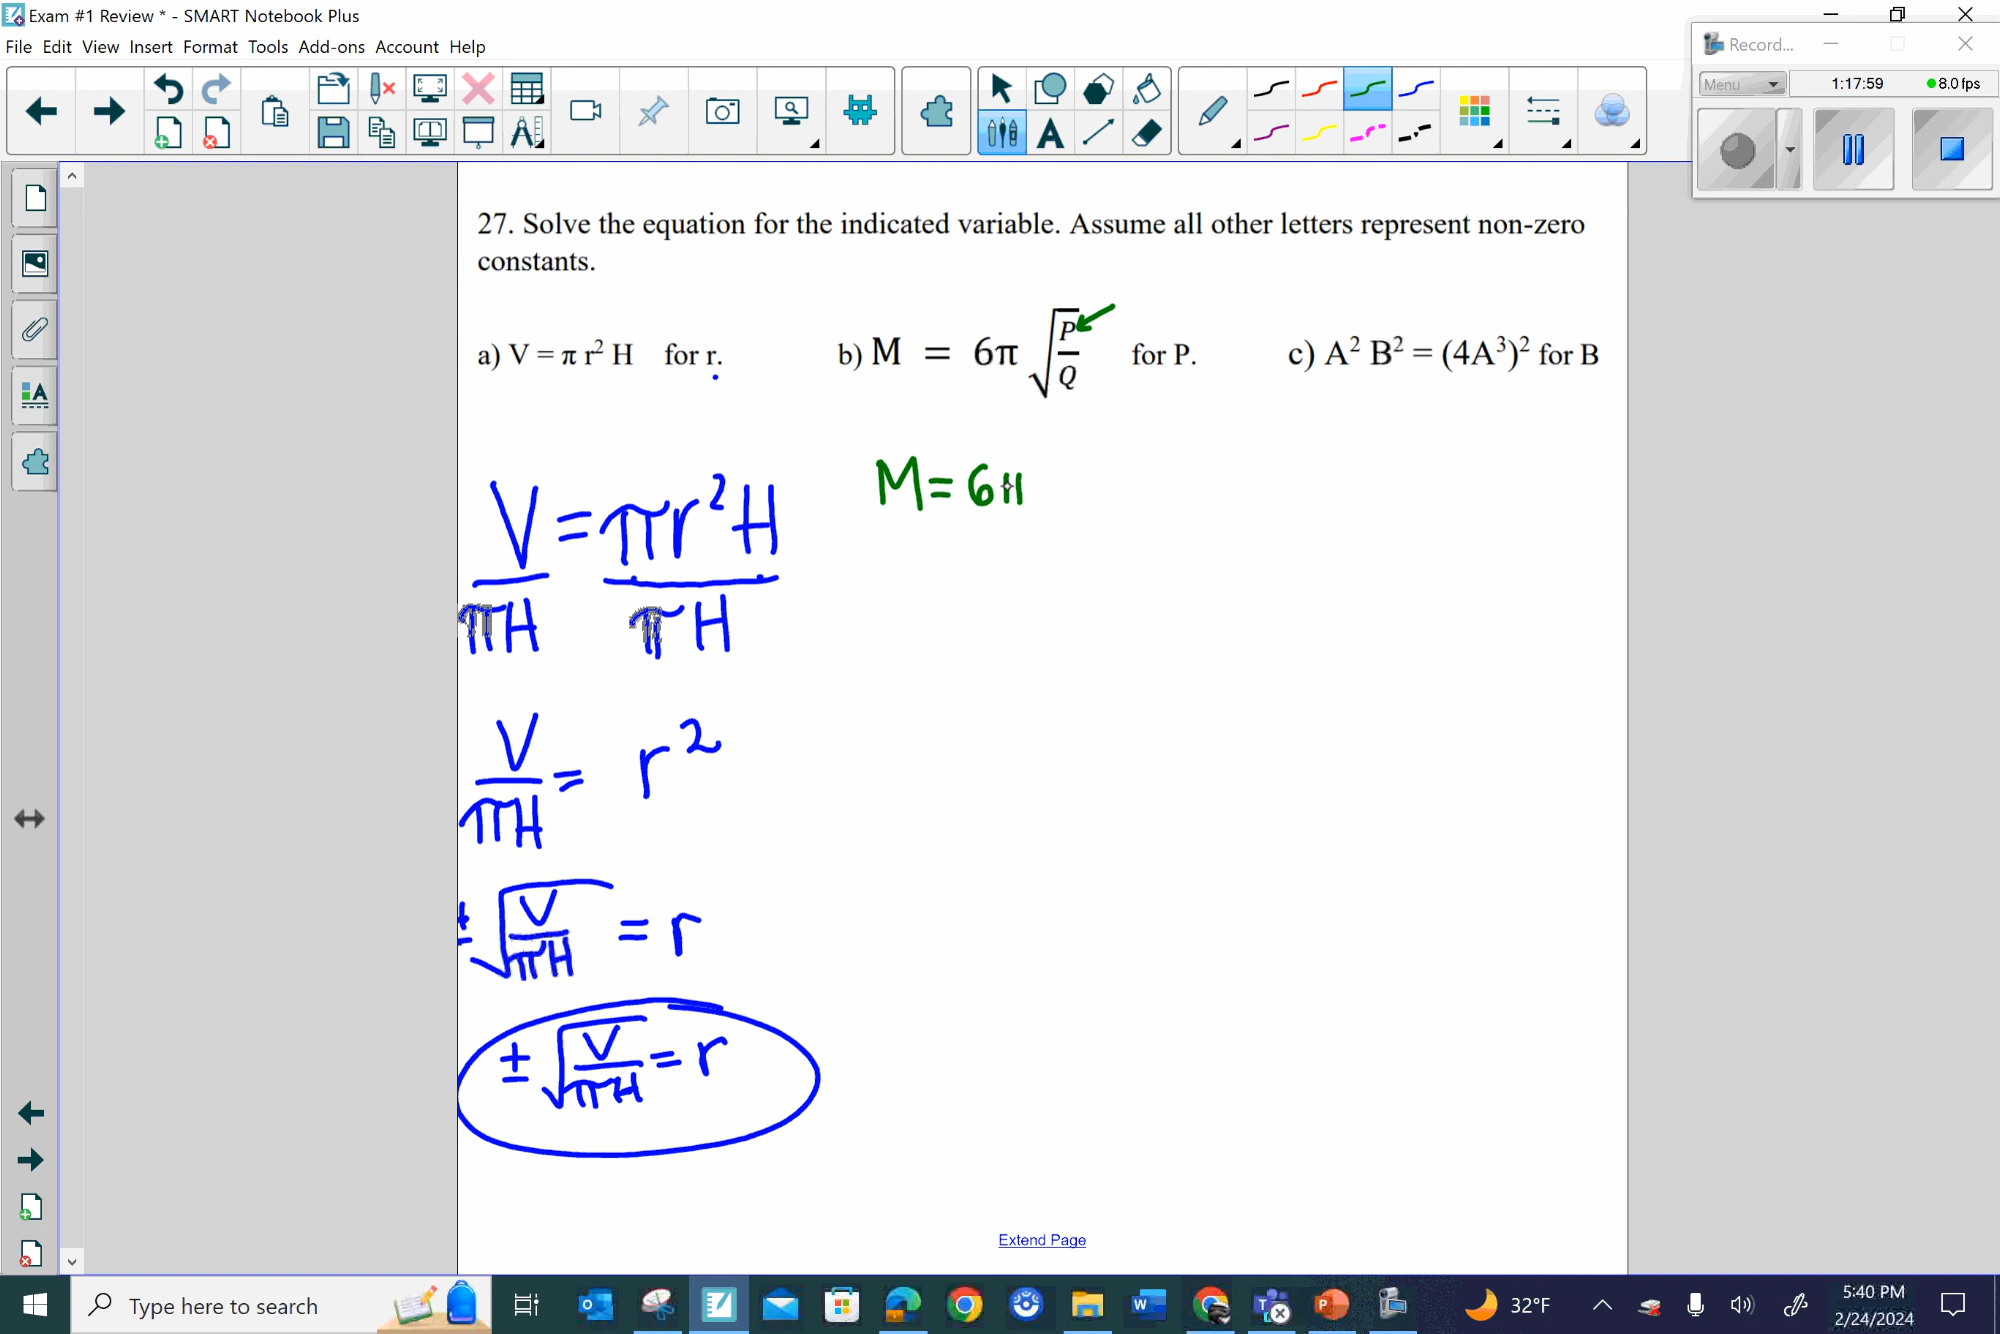 Exam #1 Review * - SMART Notebook Plus
File Edit View Insert Format Tools Add-ons Account Help
Record...
Menu 1:17:59 8.0 fps
27. Solve the equation for the indicated variable. Assume all other letters represent non-zero
constants.
a) V = π r² H for r.
b) M = 6π √(P/Q) for P.
c) A² B² = (4A³)² for B
V/πH = πr²H/πH
M = 6π
V/πH = r²
± √(V/πH) = r
± √(V/πH) = r
Extend Page
Type here to search
32°F
5:40 PM
2/24/2024